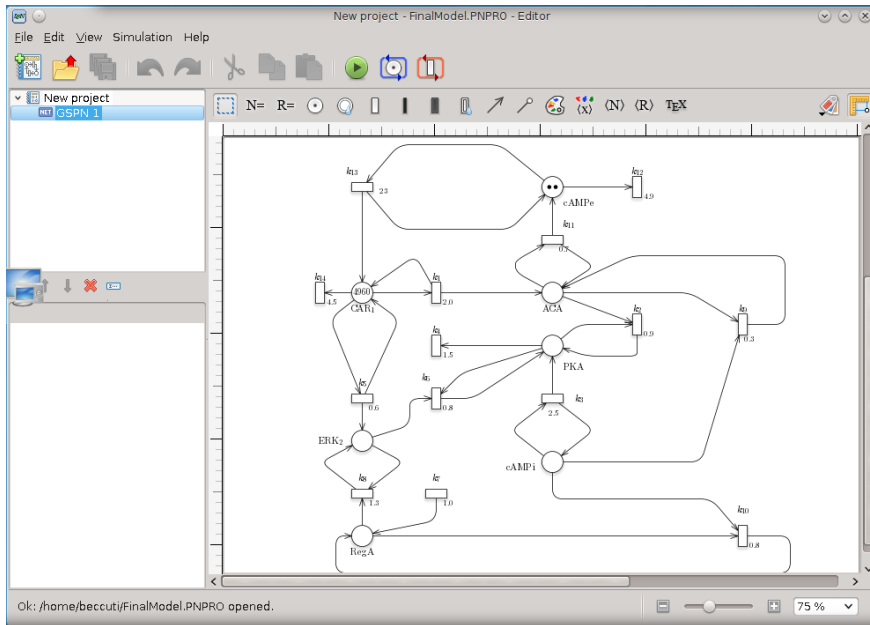 New project - FinalModel.PNPRO - Editor
File Edit View Simulation Help
New project
NET GSPN 1
N= R= ⟨N⟩ ⟨R⟩ TEX
k13
23
k12
4.9
cAMPe
k11
0.7
k14
4.5
4960
CAR1
k1
2.0
ACA
k2
0.9
k9
0.3
k4
1.5
PKA
k5
0.6
k6
0.8
k3
2.5
ERK2
cAMPi
k8
1.3
k7
1.0
k10
0.8
RegA
Ok: /home/beccuti/FinalModel.PNPRO opened.
75 %